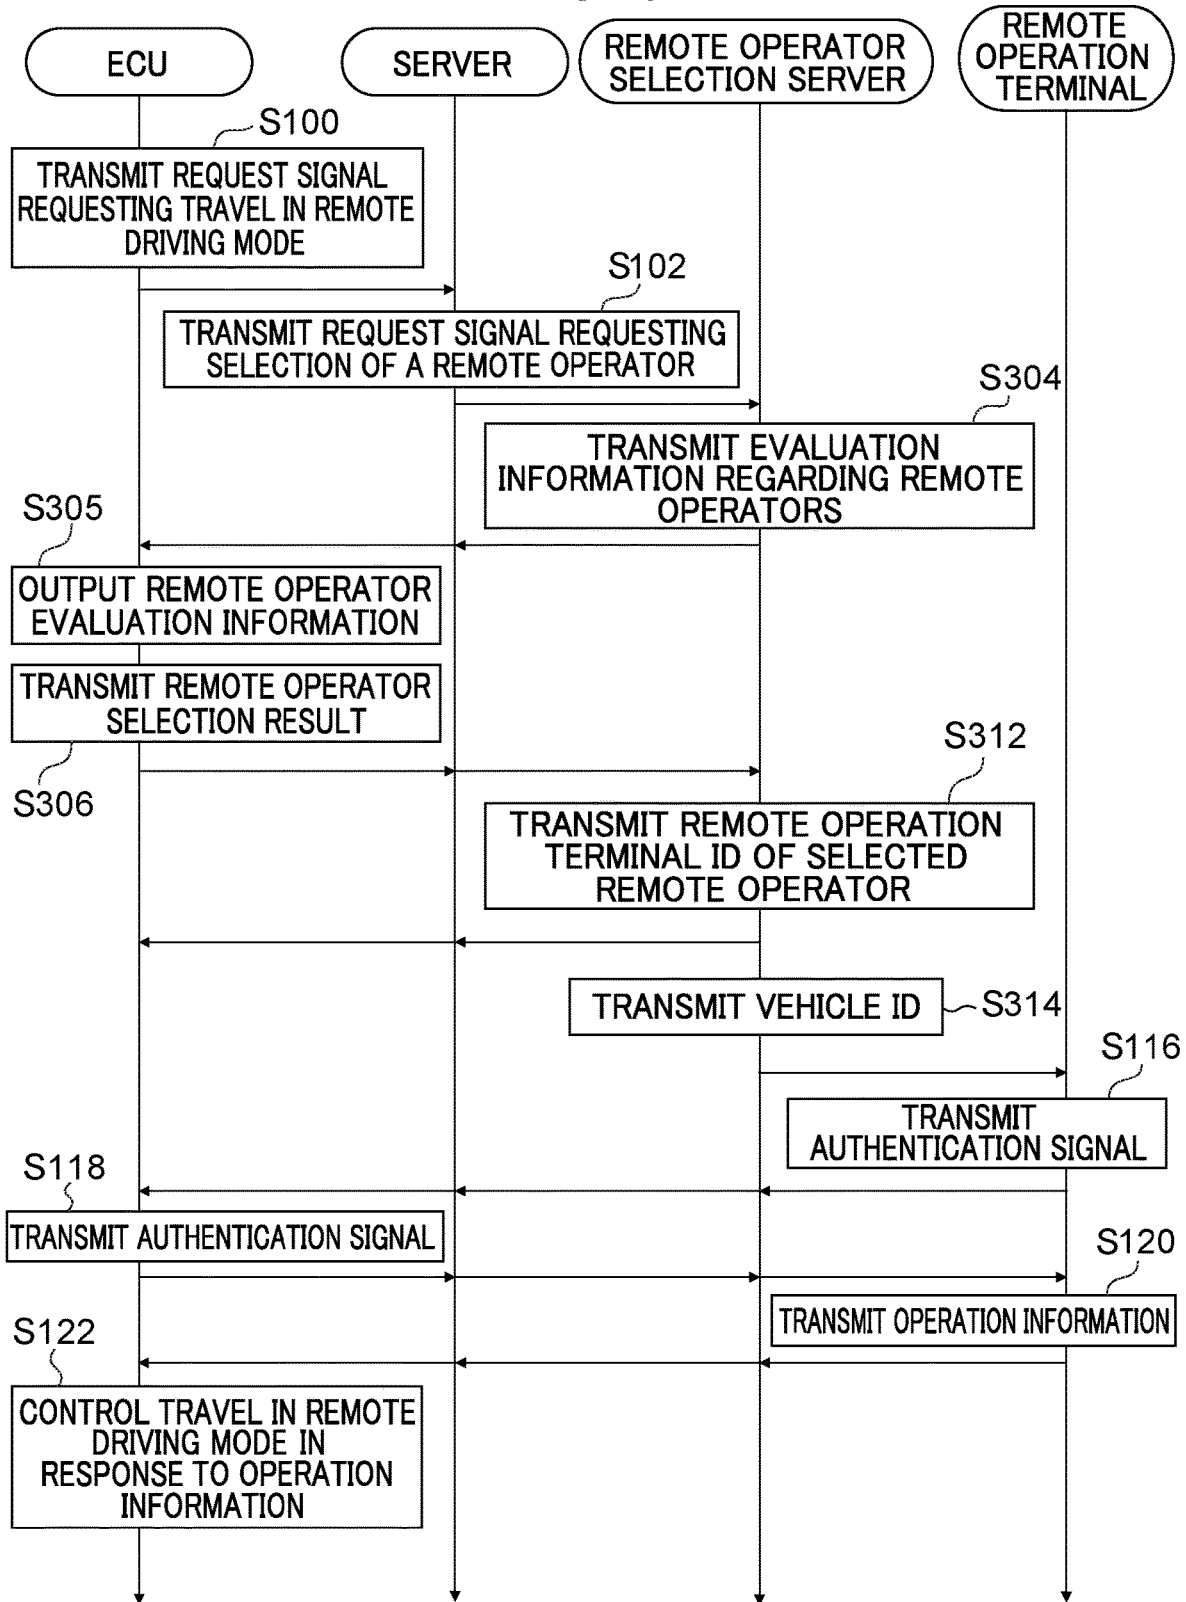 ECU
SERVER
REMOTE OPERATOR
SELECTION SERVER
REMOTE
OPERATION
TERMINAL
S100
TRANSMIT REQUEST SIGNAL
REQUESTING TRAVEL IN REMOTE
DRIVING MODE
S102
TRANSMIT REQUEST SIGNAL REQUESTING
SELECTION OF A REMOTE OPERATOR
S304
TRANSMIT EVALUATION
INFORMATION REGARDING REMOTE
OPERATORS
S305
OUTPUT REMOTE OPERATOR
EVALUATION INFORMATION
TRANSMIT REMOTE OPERATOR
SELECTION RESULT
S306
S312
TRANSMIT REMOTE OPERATION
TERMINAL ID OF SELECTED
REMOTE OPERATOR
TRANSMIT VEHICLE ID
S314
S116
TRANSMIT
AUTHENTICATION SIGNAL
S118
TRANSMIT AUTHENTICATION SIGNAL
S120
TRANSMIT OPERATION INFORMATION
S122
CONTROL TRAVEL IN REMOTE
DRIVING MODE IN
RESPONSE TO OPERATION
INFORMATION